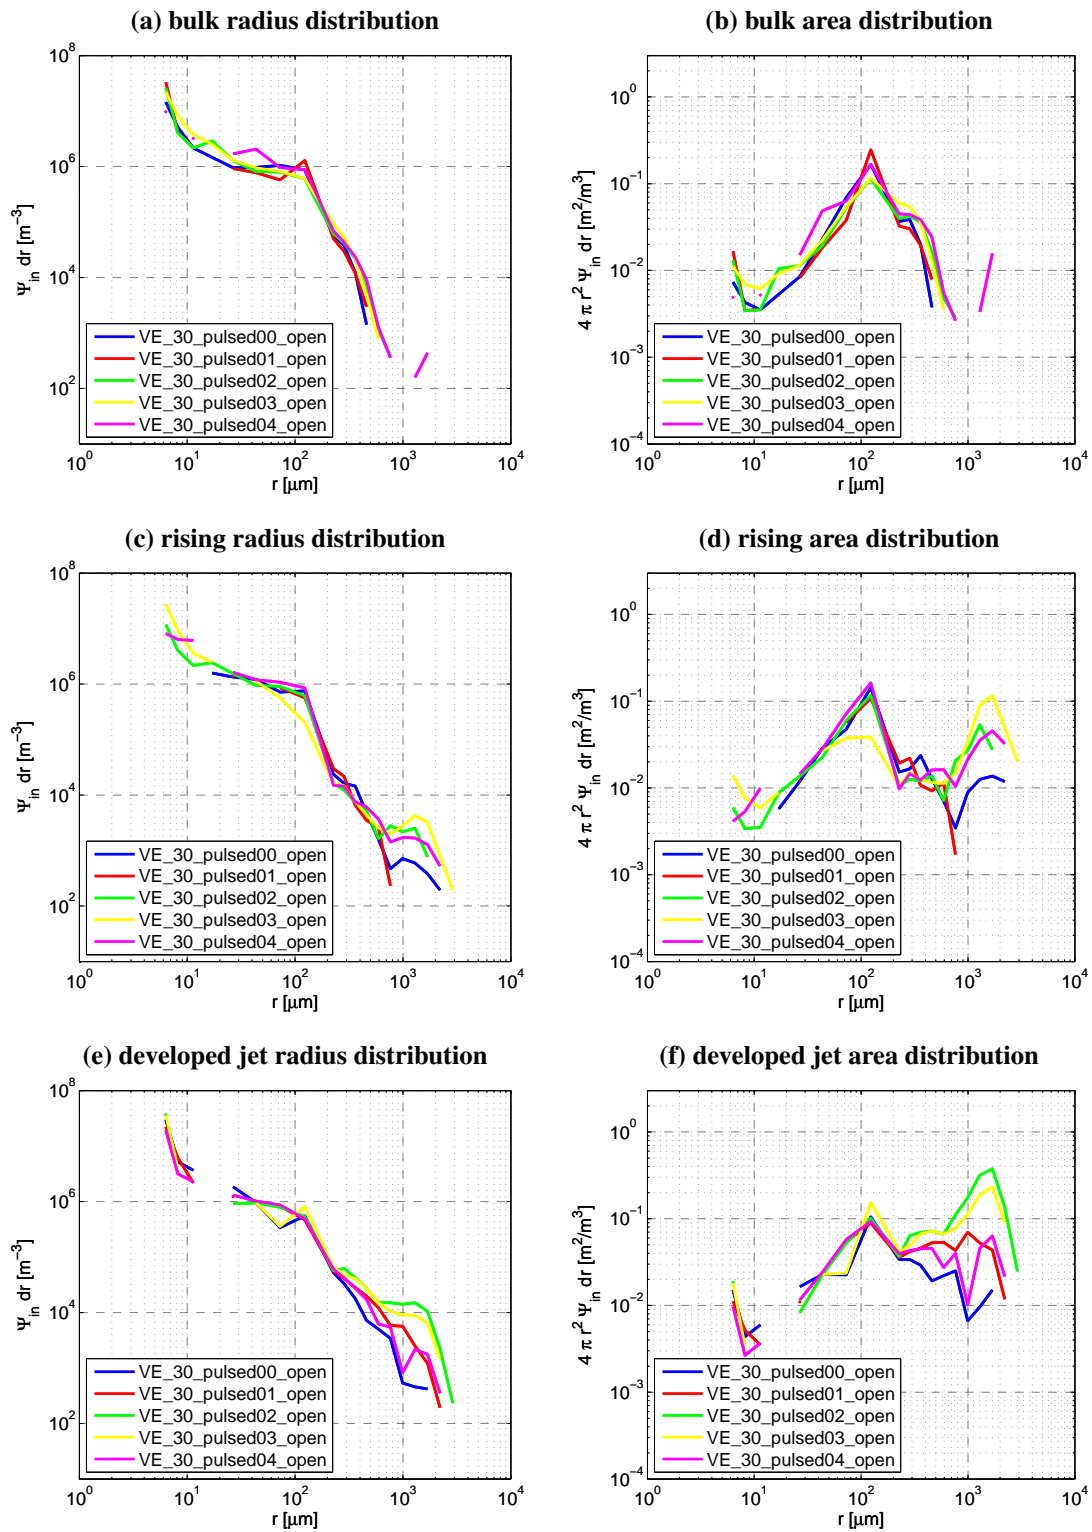 (a) bulk radius distribution
10^8
10^6
10^4
10^2
Ψ_in dr [m^−3]
VE_30_pulsed00_open
VE_30_pulsed01_open
VE_30_pulsed02_open
VE_30_pulsed03_open
VE_30_pulsed04_open
10^0 10^1 10^2 10^3 10^4
r [μm]
(b) bulk area distribution
10^0
10^−1
10^−2
10^−3
10^−4
4 π r^2 Ψ_in dr [m^2/m^3]
VE_30_pulsed00_open
VE_30_pulsed01_open
VE_30_pulsed02_open
VE_30_pulsed03_open
VE_30_pulsed04_open
10^0 10^1 10^2 10^3 10^4
r [μm]
(c) rising radius distribution
10^8
10^6
10^4
10^2
Ψ_in dr [m^−3]
VE_30_pulsed00_open
VE_30_pulsed01_open
VE_30_pulsed02_open
VE_30_pulsed03_open
VE_30_pulsed04_open
10^0 10^1 10^2 10^3 10^4
r [μm]
(d) rising area distribution
10^0
10^−1
10^−2
10^−3
10^−4
4 π r^2 Ψ_in dr [m^2/m^3]
VE_30_pulsed00_open
VE_30_pulsed01_open
VE_30_pulsed02_open
VE_30_pulsed03_open
VE_30_pulsed04_open
10^0 10^1 10^2 10^3 10^4
r [μm]
(e) developed jet radius distribution
10^8
10^6
10^4
10^2
Ψ_in dr [m^−3]
VE_30_pulsed00_open
VE_30_pulsed01_open
VE_30_pulsed02_open
VE_30_pulsed03_open
VE_30_pulsed04_open
10^0 10^1 10^2 10^3 10^4
r [μm]
(f) developed jet area distribution
10^0
10^−1
10^−2
10^−3
10^−4
4 π r^2 Ψ_in dr [m^2/m^3]
VE_30_pulsed00_open
VE_30_pulsed01_open
VE_30_pulsed02_open
VE_30_pulsed03_open
VE_30_pulsed04_open
10^0 10^1 10^2 10^3 10^4
r [μm]